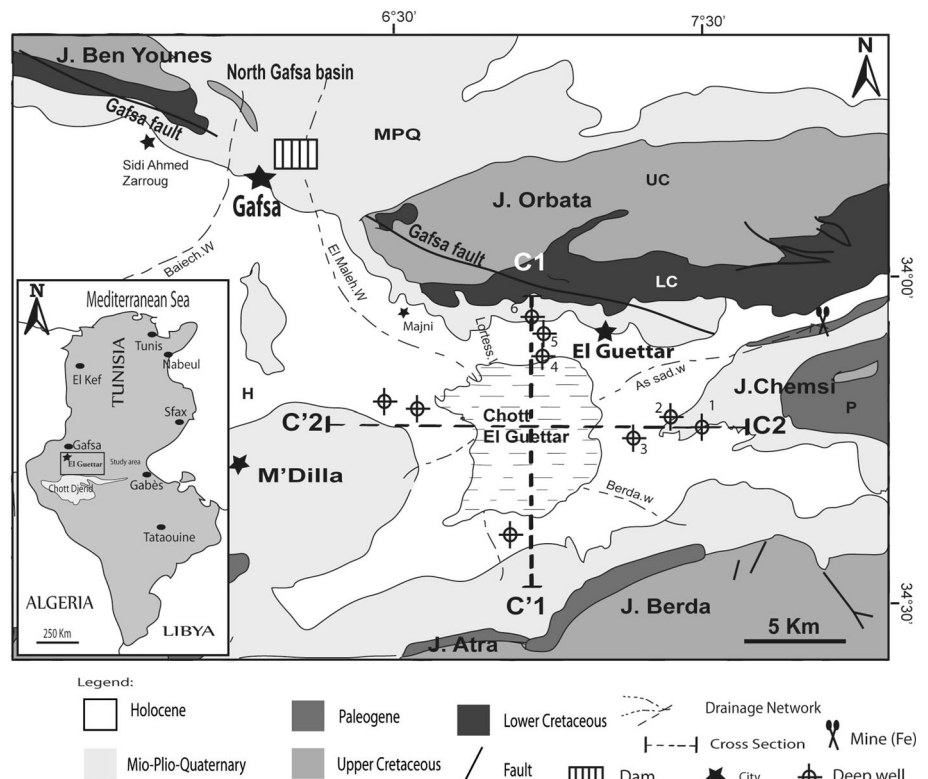 6°30'
7°30'
J. Ben Younes
North Gafsa basin
N
Gafsa fault
MPQ
Sidi Ahmed
Zarroug
Gafsa
UC
J. Orbata
Gafsa fault
Baiech.W
El Maleh.W
C1
LC
34°00'
N
Mediterranean Sea
6
Majni
Lortess.
5
El Guettar
4
Tunis
Nabeul
El Kef
TUNISIA
As sad.w
J.Chemsi
H
P
Sfax
C'2
Chott
El Guettar
2
1
C2
3
Gafsa
El Guettar
Study area
M'Dilla
Chott Djerid
Gabès
Berda.w
Tataouine
ALGERIA
C'1
J. Berda
34°30'
250 Km
LIBYA
J. Atra
5 Km
Legend:
Holocene
Paleogene
Lower Cretaceous
Drainage Network
Cross Section
Mine (Fe)
Mio-Plio-Quaternary
Upper Cretaceous
Fault
Dam
City
Deep well